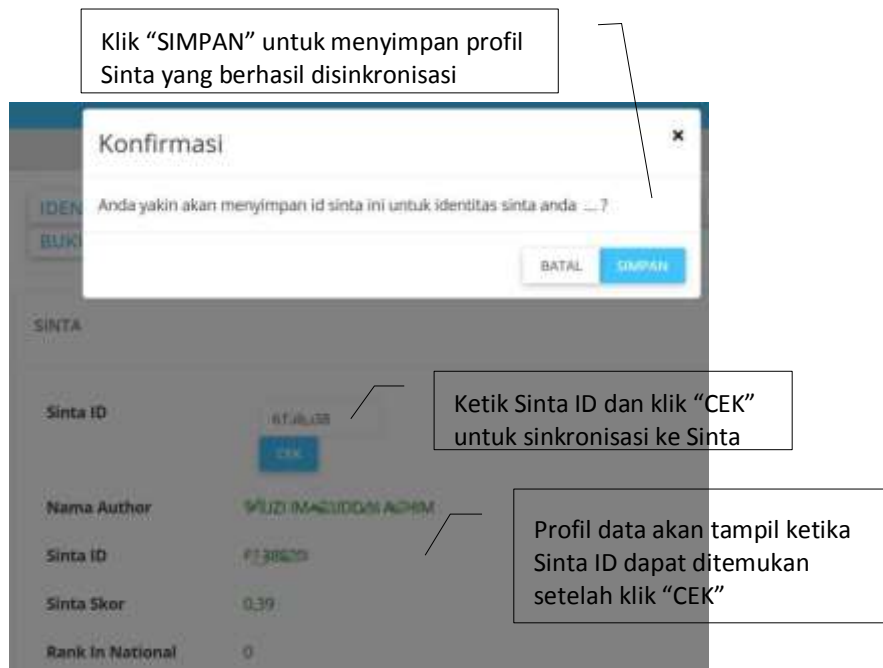 Klik “SIMPAN” untuk menyimpan profil
Sinta yang berhasil disinkronisasi
Konfirmasi
Anda yakin akan menyimpan id sinta ini untuk identitas sinta anda ... ?
IDEN
BUKI
BATAL SIMPAN
SINTA
Sinta ID
CEK
Ketik Sinta ID dan klik “CEK”
untuk sinkronisasi ke Sinta
Nama Author
Sinta ID
Sinta Skor 0,39
Rank In National 0
Profil data akan tampil ketika
Sinta ID dapat ditemukan
setelah klik “CEK”